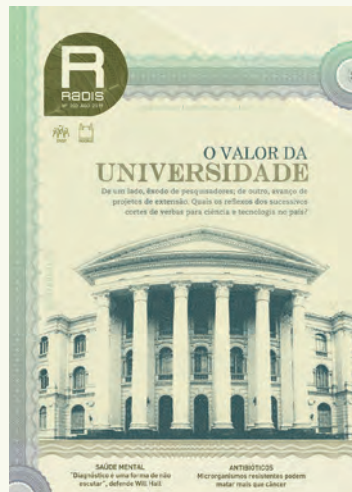 R
RADIS
O VALOR DA
UNIVERSIDADE
De um lado, êxodo de pesquisadores; de outro, avanço de
projetos de extensão. Quais os reflexos dos sucessivos
cortes de verbas para ciência e tecnologia no país?
SAÚDE MENTAL
"Diagnóstico é uma forma de não
escutar", defende Will Hall
ANTIBIÓTICOS
Microrganismos resistentes podem
matar mais que câncer